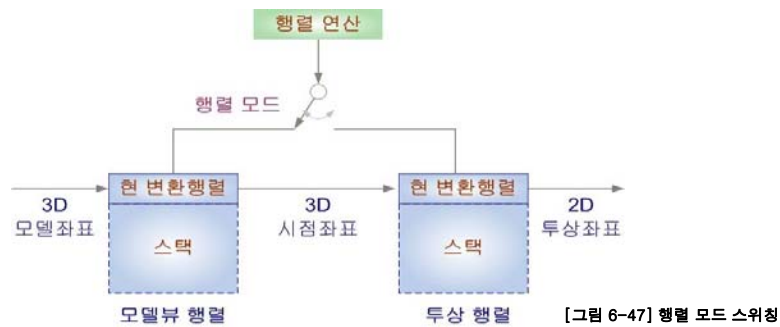 행렬 연산
행렬 모드
현 변환행렬
현 변환행렬
3D
모델좌표
3D
시점좌표
2D
투상좌표
스택
스택
모델뷰 행렬
투상 행렬
[그림 6-47] 행렬 모드 스위칭